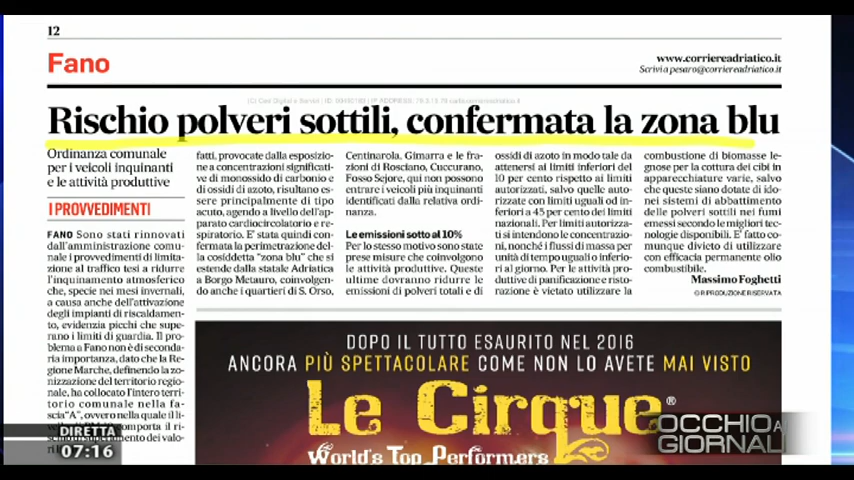 12
Fano
www.corriereadriatico.it
Scrivi a pesaro@corriereadriatico.it
Rischio polveri sottili, confermata la zona blu
Ordinanza comunale
per i veicoli inquinanti
e le attività produttive
I PROVVEDIMENTI
FANO Sono stati rinnovati
dall'amministrazione comu-
nale i provvedimenti di limita-
zione al traffico tesi a ridurre
l'inquinamento atmosferico
che, specie nei mesi invernali,
a causa anche dell'attivazione
degli impianti di riscaldamen-
to, evidenzia picchi che supe-
rano i limiti di guardia. Il pro-
blema a Fano non è di seconda-
ria importanza, dato che la Re-
gione Marche, definendo la zo-
nizzazione del territorio regio-
nale, ha collocato l'intero terri-
torio comunale nella fa-
scia "A", ovvero nella quale il li-
comporta il ri-
superamento dei valo-
fatti, provocate dalla esposizio-
ne a concentrazioni significati-
ve di monossido di carbonio e
di ossidi di azoto, risultano es-
sere principalmente di tipo
acuto, agendo a livello dell'ap-
parato cardiocircolatorio e re-
spiratorio. E' stata quindi con-
fermata la perimetrazione del-
la cosiddetta "zona blu" che si
estende dalla statale Adriatica
a Borgo Metauro, coinvolgen-
do anche i quartieri di S. Orso,
Centinarola, Gimarra e le fra-
zioni di Rosciano, Cuccurano,
Fosso Sejore, qui non possono
entrare i veicoli più inquinanti
identificati dalla relativa ordi-
nanza.
Le emissioni sotto al 10%
Per lo stesso motivo sono state
prese misure che coinvolgono
le attività produttive. Queste
ultime dovranno ridurre le
emissioni di polveri totali e di
ossidi di azoto in modo tale da
attenersi ai limiti inferiori del
10 per cento rispetto ai limiti
autorizzati, salvo quelle auto-
rizzate con limiti uguali od in-
feriori a 45 per cento dei limiti
nazionali. Per limiti autorizza-
ti si intendono le concentrazio-
ni, nonché i flussi di massa per
unità di tempo uguali o inferio-
ri al giorno. Per le attività pro-
duttive di panificazione e risto-
razione è vietato utilizzare la
combustione di biomasse le-
gnose per la cottura dei cibi in
apparecchiature varie, salvo
che queste siano dotate di ido-
nei sistemi di abbattimento
delle polveri sottili nei fumi
emessi secondo le migliori tec-
nologie disponibili. E' fatto co-
munque divieto di utilizzare
con efficacia permanente olio
combustibile.
Massimo Foghetti
© RIPRODUZIONE RISERVATA
DOPO IL TUTTO ESAURITO NEL 2016
ANCORA PIÙ SPETTACOLARE COME NON LO AVETE MAI VISTO
Le Cirque®
World's Top Performers
DIRETTA
07:16
OCCHIO AI
GIORNALI